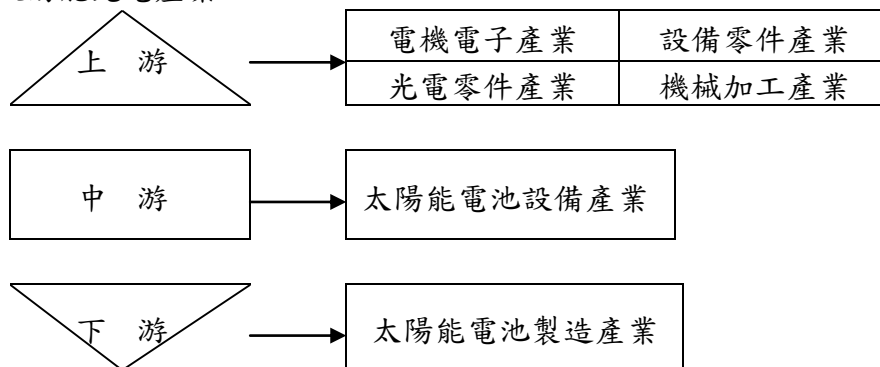 上 游
電機電子產業 設備零件產業
光電零件產業 機械加工產業
中 游
太陽能電池設備產業
下 游
太陽能電池製造產業